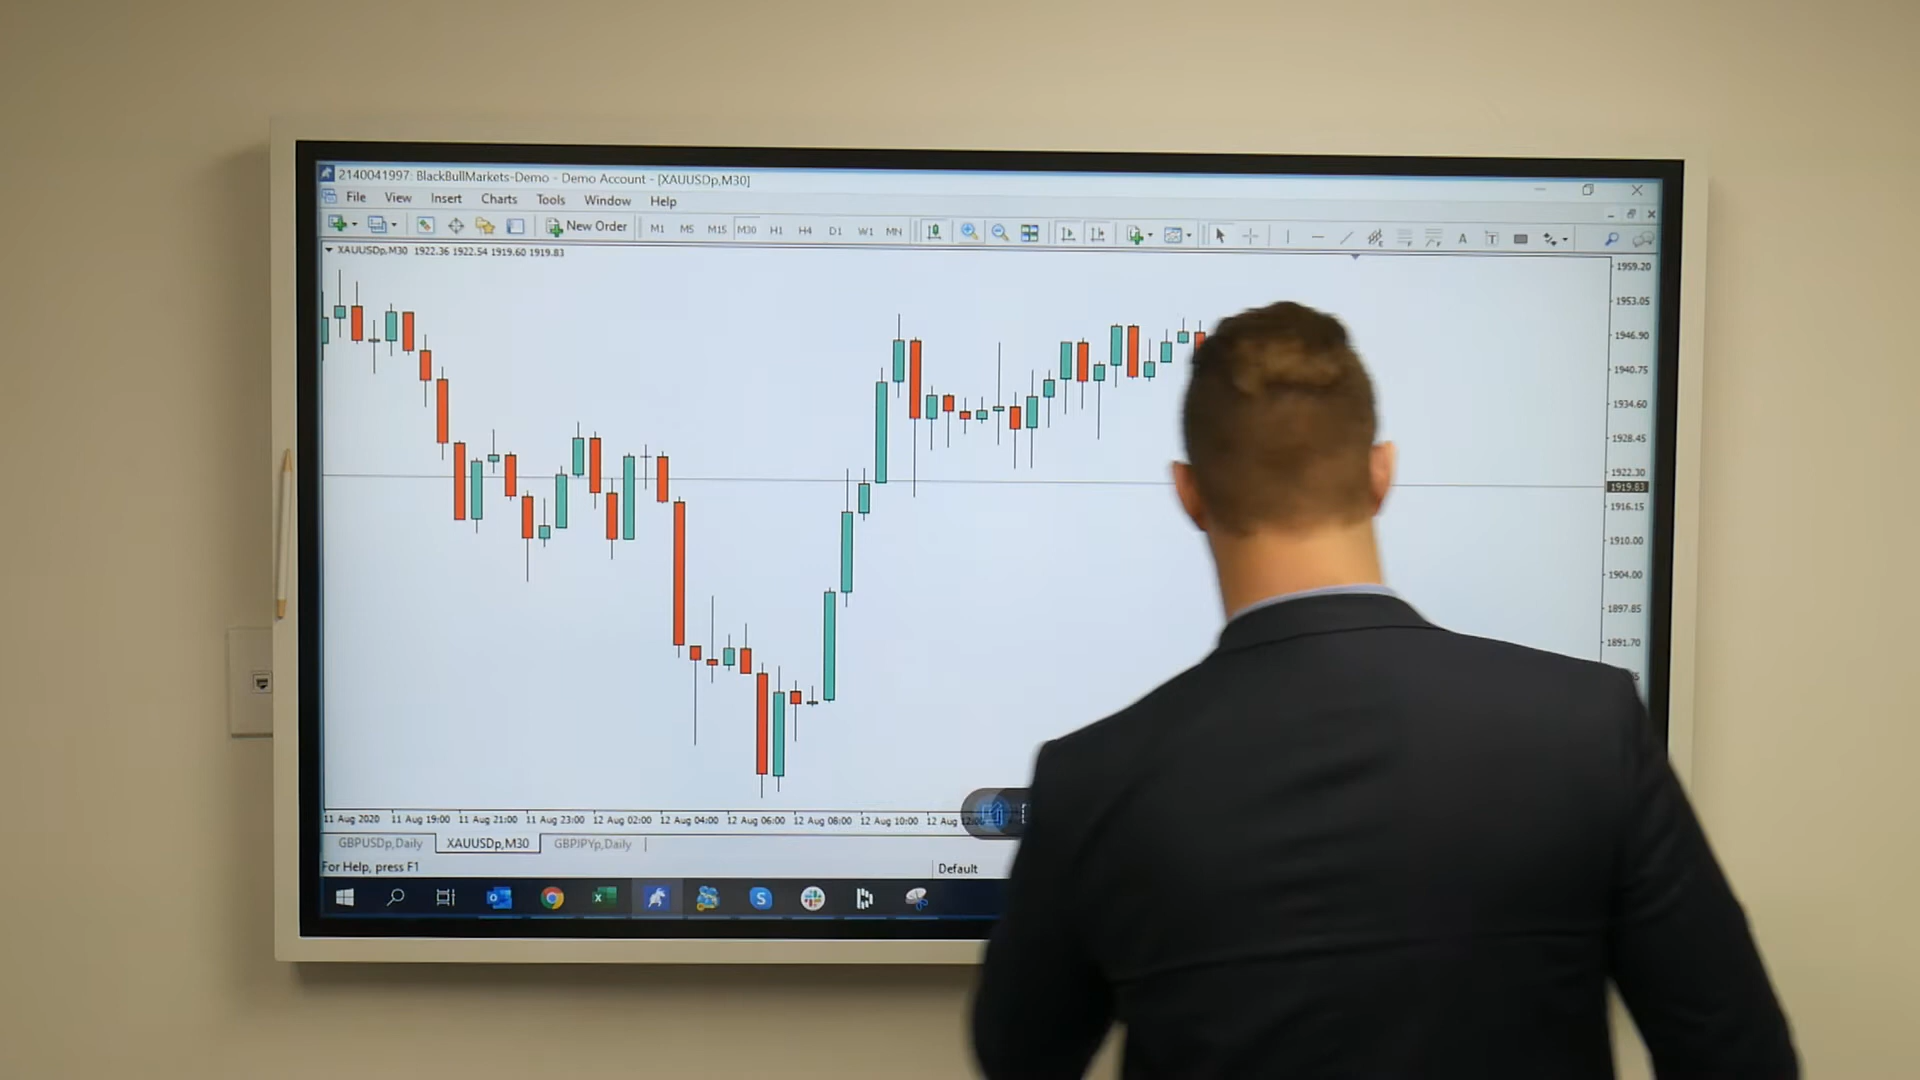 2140041997: BlackBullMarkets-Demo - Demo Account - [XAUUSDp,M30]
File View Insert Charts Tools Window Help
New Order M1 M5 M15 M30 H1 H4 D1 W1 MN A T
XAUUSDp,M30 1922.36 1922.54 1919.60 1919.83
1959.20
1953.05
1946.90
1940.75
1934.60
1928.45
1922.30
1919.83
1916.15
1910.00
1904.00
1897.85
1891.70
11 Aug 2020 11 Aug 19:00 11 Aug 21:00 11 Aug 23:00 12 Aug 02:00 12 Aug 04:00 12 Aug 06:00 12 Aug 08:00 12 Aug 10:00 12 Aug
GBPUSDp,Daily XAUUSDp,M30 GBPJPYp,Daily
For Help, press F1 Default